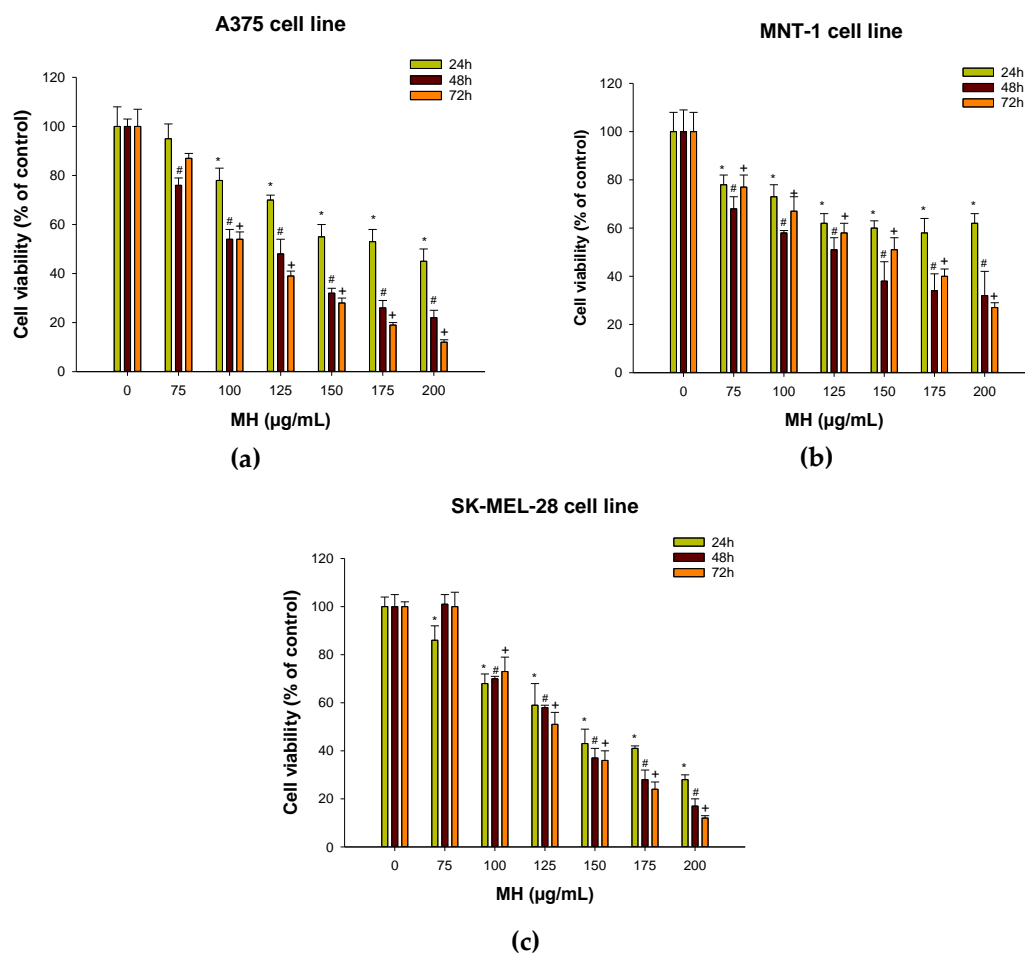 A375 cell line
24h
48h
72h
Cell viability (% of control)
120
100
80
60
40
20
0
* * * * *
# # # # # #
+ + + + +
0 75 100 125 150 175 200
MH (µg/mL)
(a)
MNT-1 cell line
24h
48h
72h
Cell viability (% of control)
120
100
80
60
40
20
0
* * * * * *
# # # # # #
+ + + + + +
0 75 100 125 150 175 200
MH (µg/mL)
(b)
SK-MEL-28 cell line
24h
48h
72h
Cell viability (% of control)
120
100
80
60
40
20
0
* * * * * *
# # # # #
+ + + + +
0 75 100 125 150 175 200
MH (µg/mL)
(c)